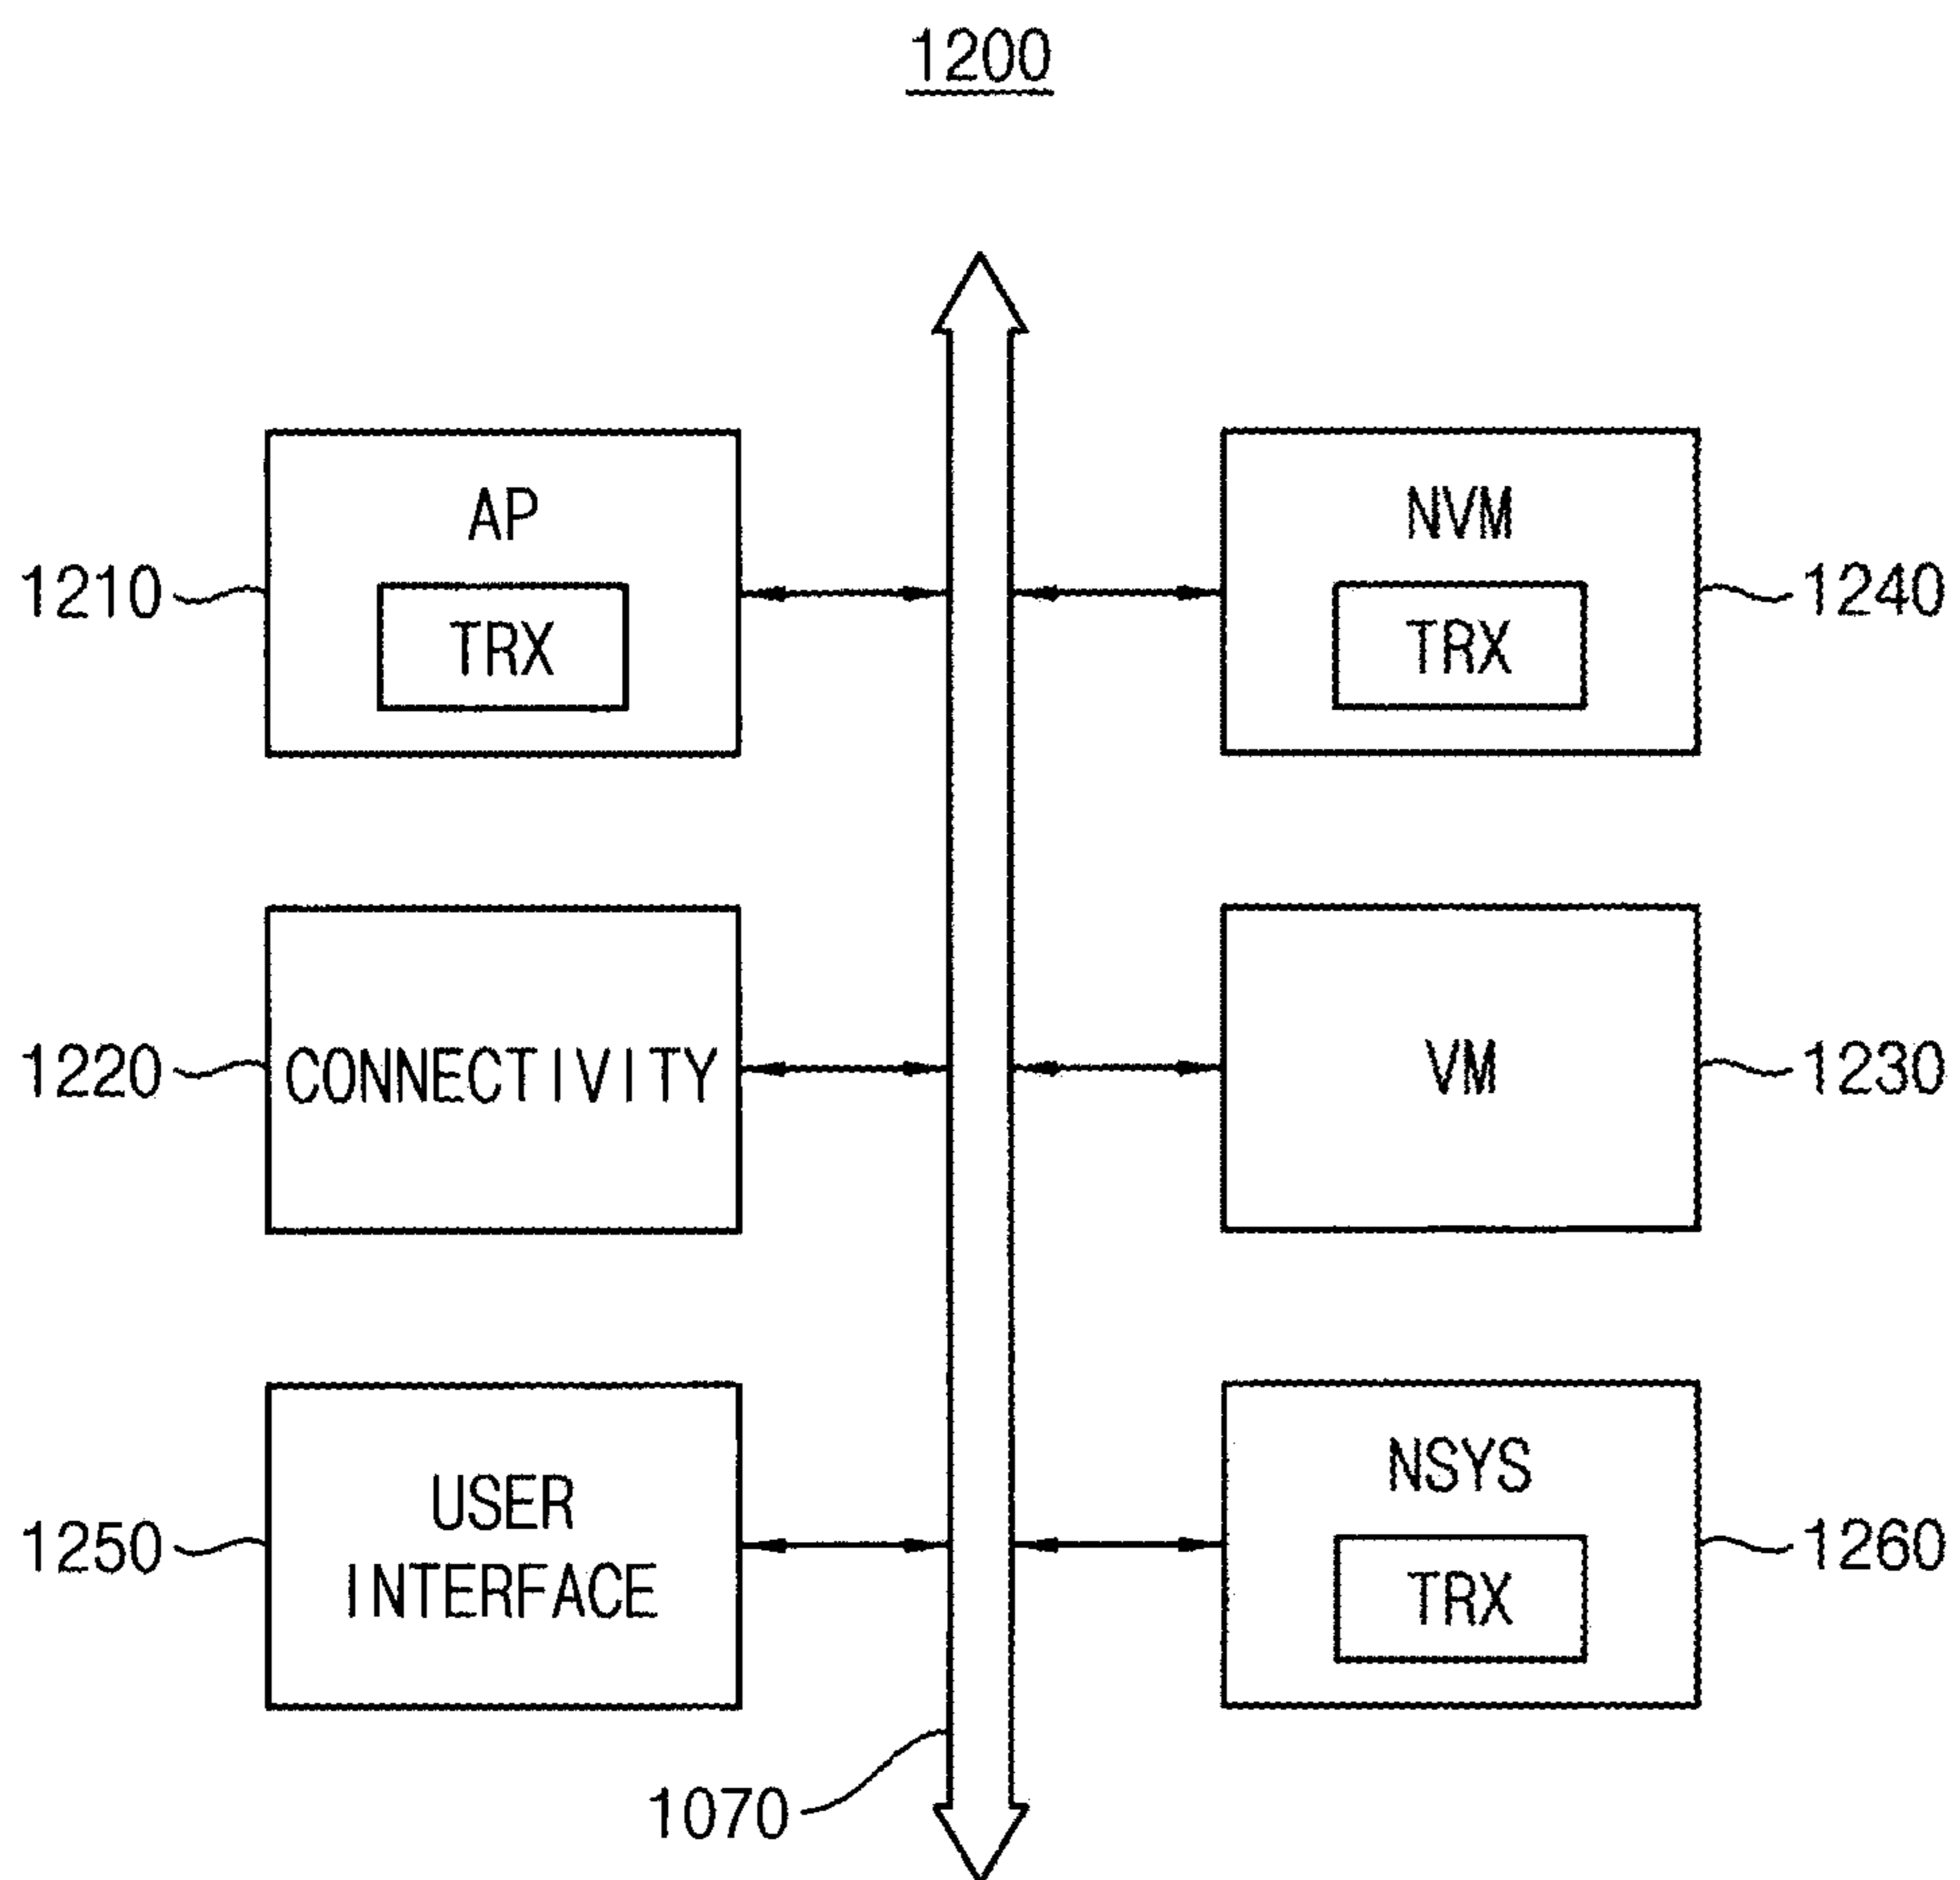 1200
AP
TRX
1210
NVM
TRX
1240
CONNECTIVITY
1220
VM
1230
USER
INTERFACE
1250
NSYS
TRX
1260
1070